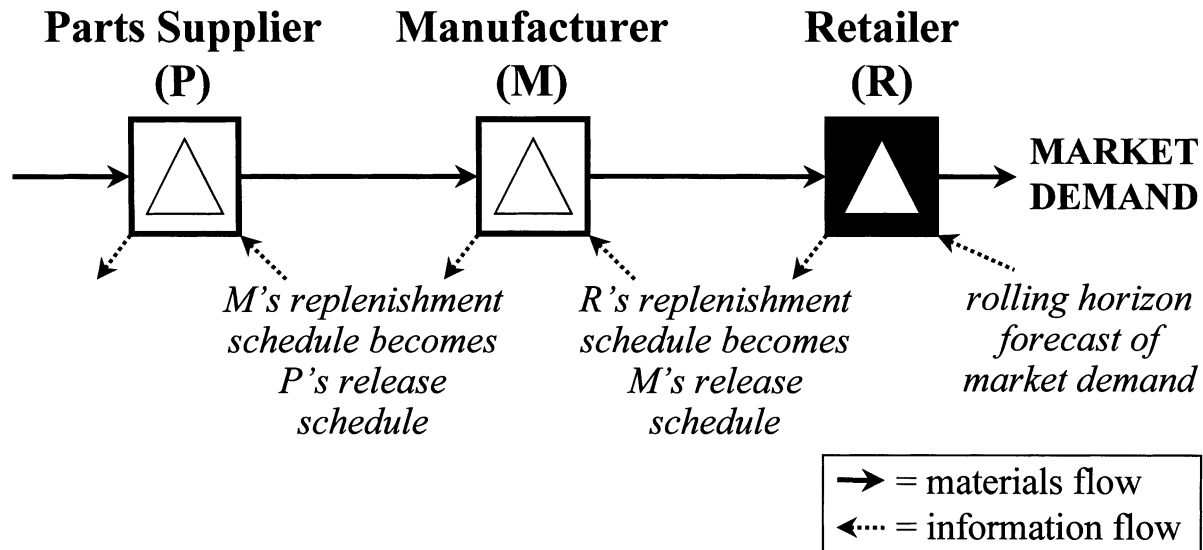 Parts Supplier
(P)
Manufacturer
(M)
Retailer
(R)
MARKET
DEMAND
M's replenishment
schedule becomes
P's release
schedule
R's replenishment
schedule becomes
M's release
schedule
rolling horizon
forecast of
market demand
= materials flow
= information flow